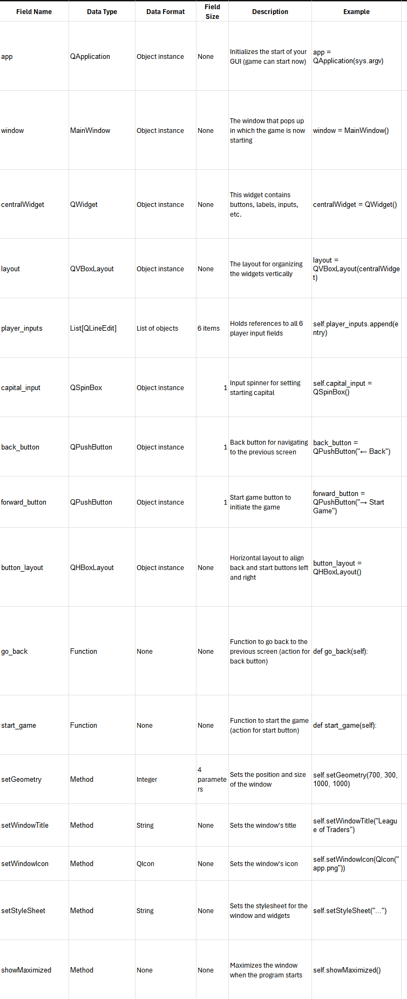 Field Name Data Type Data Format Field Size Description Example
app QApplication Object instance None Initializes the start of your GUI (game can start now) app = QApplication(sys.argv)
window MainWindow Object instance None The window that pops up in which the game is now starting window = MainWindow()
centralWidget QWidget Object instance None This widget contains buttons, labels, inputs, etc. centralWidget = QWidget()
layout QVBoxLayout Object instance None The layout for organizing the widgets vertically layout = QVBoxLayout(centralWidget)
player_inputs List[QLineEdit] List of objects 6 items Holds references to all 6 player input fields self.player_inputs.append(entry)
capital_input QSpinBox Object instance 1 Input spinner for setting starting capital self.capital_input = QSpinBox()
back_button QPushButton Object instance 1 Back button for navigating to the previous screen back_button = QPushButton("← Back")
forward_button QPushButton Object instance 1 Start game button to initiate the game forward_button = QPushButton("→ Start Game")
button_layout QHBoxLayout Object instance None Horizontal layout to align back and start buttons left and right button_layout = QHBoxLayout()
go_back Function None None Function to go back to the previous screen (action for back button) def go_back(self):
start_game Function None None Function to start the game (action for start button) def start_game(self):
setGeometry Method Integer 4 parameters Sets the position and size of the window self.setGeometry(700, 300, 1000, 1000)
setWindowTitle Method String None Sets the window's title self.setWindowTitle("League of Traders")
setWindowIcon Method QIcon None Sets the window's icon self.setWindowIcon(QIcon("app.png"))
setStyleSheet Method String None Sets the stylesheet for the window and widgets self.setStyleSheet("...")
showMaximized Method None None Maximizes the window when the program starts self.showMaximized()